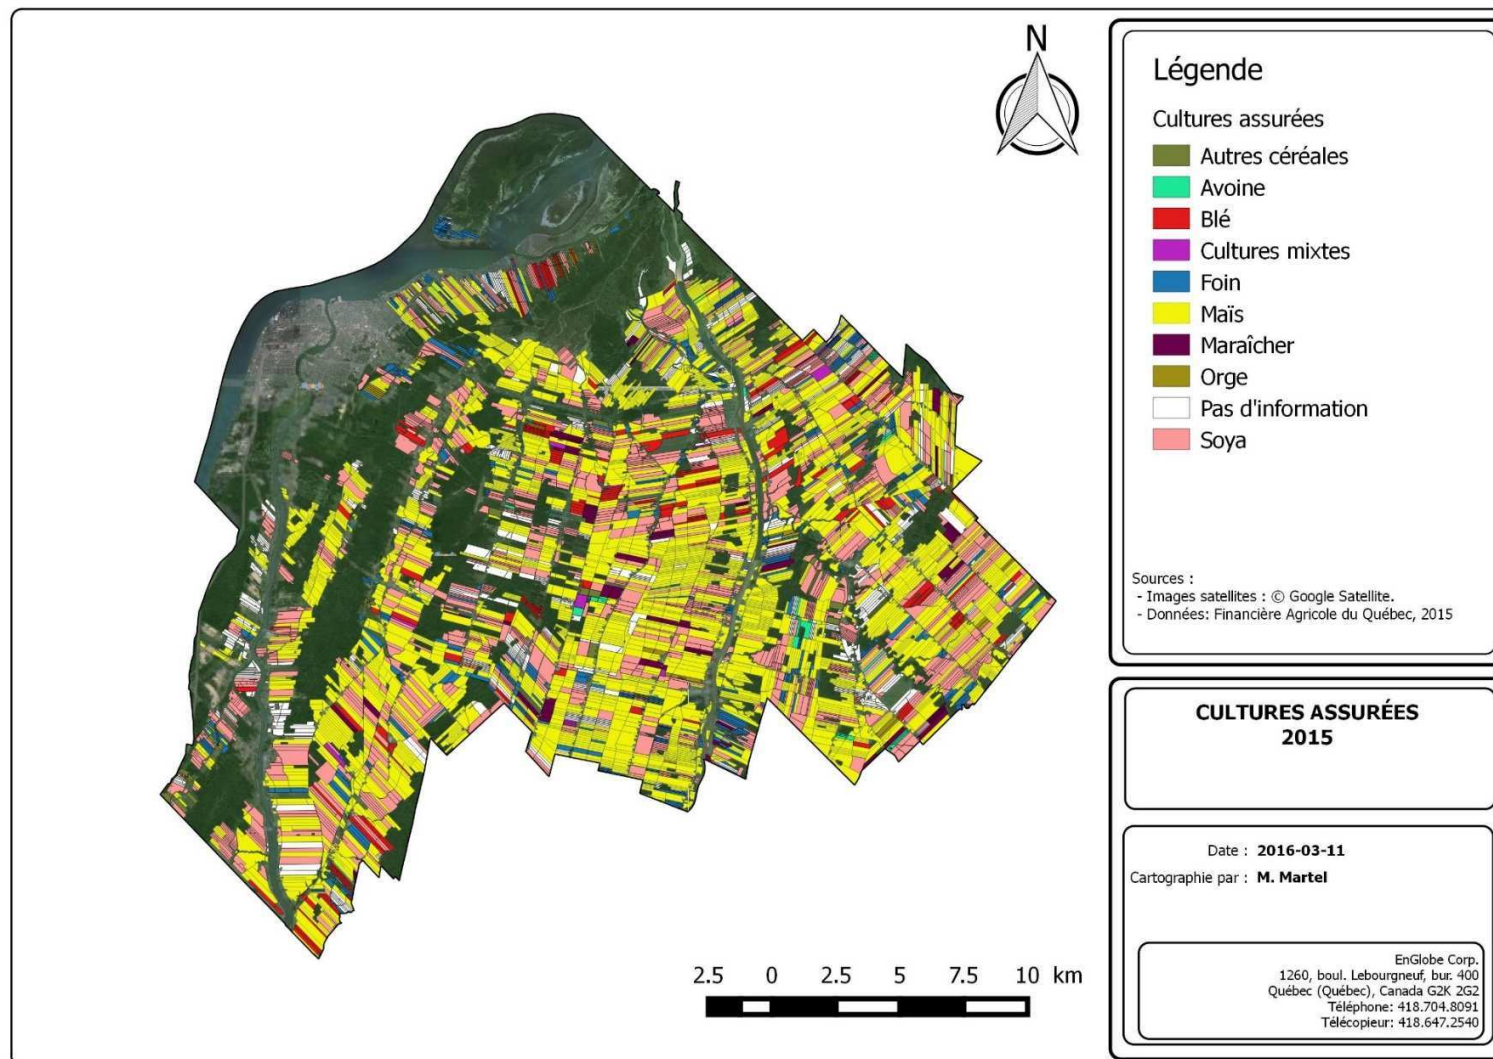 N
Légende
Cultures assurées
Autres céréales
Avoine
Blé
Cultures mixtes
Foin
Maïs
Maraîcher
Orge
Pas d'information
Soya
Sources :
- Images satellites : © Google Satellite.
- Données: Financière Agricole du Québec, 2015
CULTURES ASSURÉES
2015
Date : 2016-03-11
Cartographie par : M. Martel
EnGlobe Corp.
1260, boul. Lebourgneuf, bur. 400
Québec (Québec), Canada G2K 2G2
Téléphone: 418.704.8091
Télécopieur: 418.647.2540
2.5 0 2.5 5 7.5 10 km